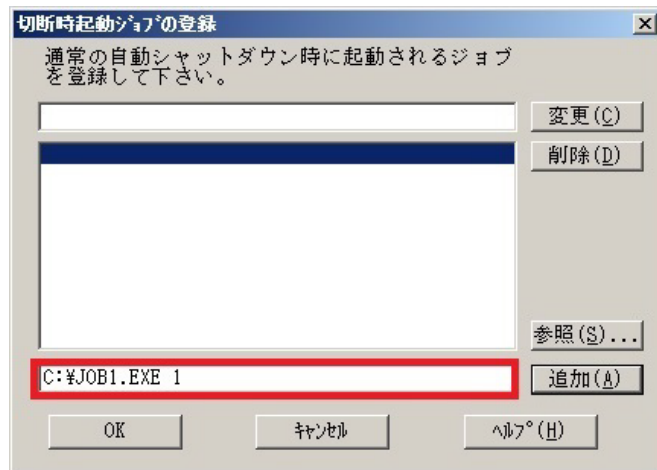 切断時起動ｼﾞｮﾌﾞの登録
通常の自動シャットダウン時に起動されるジョブ
を登録して下さい。
変更(C)
削除(D)
参照(S)...
C:¥JOB1.EXE 1
追加(A)
OK
ｷｬﾝｾﾙ
ﾍﾙﾌﾟ(H)